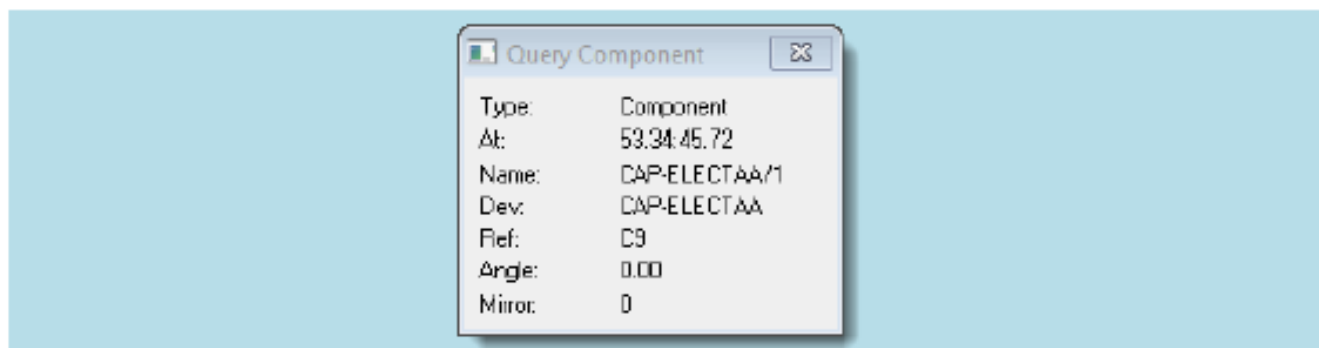 Query Component
Type: Component
At: 53.34:45.72
Name: CAP-ELECTAA/1
Dev: CAP-ELECTAA
Ref: C9
Angle: 0.00
Mirror: 0